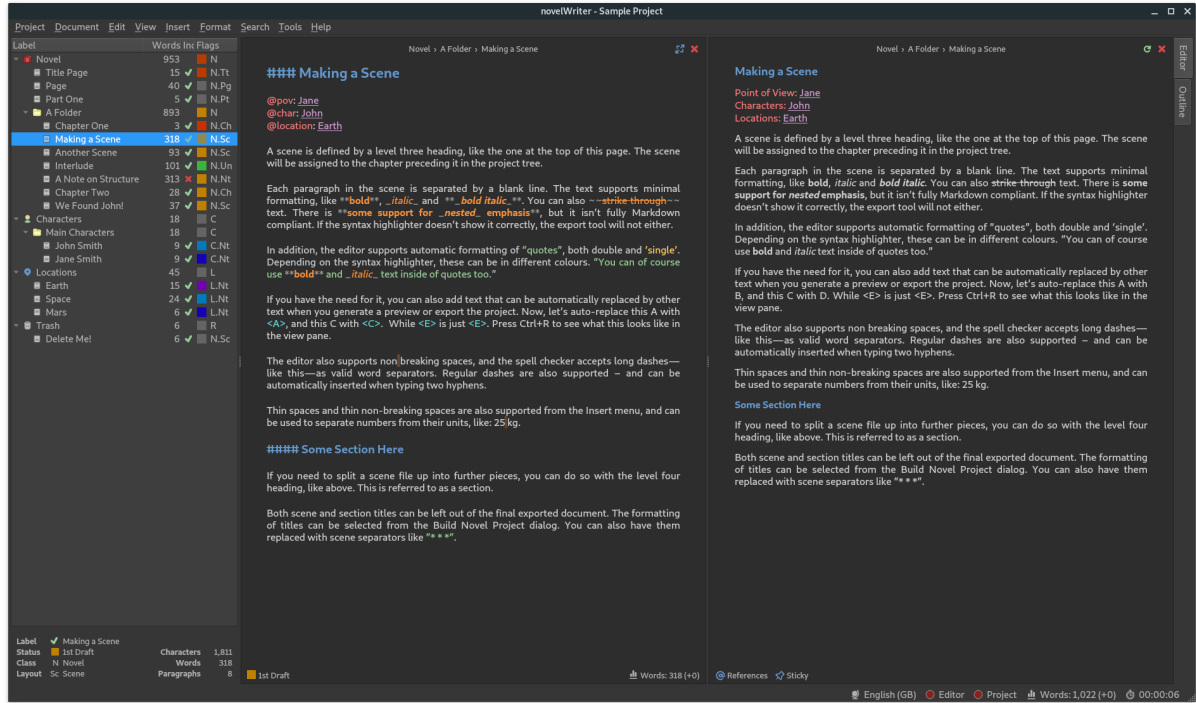 novelWriter - Sample Project
Project Document Edit View Insert Format Search Tools Help
Label Words Inc Flags
Novel 953 N
Title Page 15 N.Tt
Page 40 N.Pg
Part One 5 N.Pt
A Folder 893 N
Chapter One 3 N.Ch
Making a Scene 318 N.Sc
Another Scene 93 N.Sc
Interlude 101 N.Un
A Note on Structure 313 N.Nt
Chapter Two 28 N.Ch
We Found John! 37 N.Sc
Characters 18 C
Main Characters 18 C
John Smith 9 C.Nt
Jane Smith 9 C.Nt
Locations 45 L
Earth 15 L.Nt
Space 24 L.Nt
Mars 6 L.Nt
Trash 6 R
Delete Me! 6 N.Sc
Label Making a Scene
Status 1st Draft Characters 1,811
Class N Novel Words 318
Layout Sc Scene Paragraphs 8
Novel › A Folder › Making a Scene
### Making a Scene
@pov: Jane
@char: John
@location: Earth
A scene is defined by a level three heading, like the one at the top of this page. The scene
will be assigned to the chapter preceding it in the project tree.
Each paragraph in the scene is separated by a blank line. The text supports minimal
formatting, like **bold**, _italic_ and **_bold italic_**. You also can ~~strike through~~
text. There is **some support for _nested_ emphasis**, but it isn’t fully Markdown
compliant. If the syntax highlighter doesn’t show it correctly, the export tool will not either.
In addition, the editor supports automatic formatting of “quotes”, both double and ‘single’.
Depending on the syntax highlighter, these can be in different colours. “You can of course
use **bold** and _italic_ text inside of quotes too.”
If you have the need for it, you can also add text that can be automatically replaced by other
text when you generate a preview or export the project. Now, let’s auto-replace this A with
<A>, and this C with <C>. While <E> is just <E>. Press Ctrl+R to see what this looks like in
the view pane.
The editor also supports non breaking spaces, and the spell checker accepts long dashes—
like this—as valid word separators. Regular dashes are also supported – and can be
automatically inserted when typing two hyphens.
Thin spaces and thin non-breaking spaces are also supported from the Insert menu, and can
be used to separate numbers from their units, like: 25 kg.
#### Some Section Here
If you need to split a scene file up into further pieces, you can do so with the level four
heading, like above. This is referred to as a section.
Both scene and section titles can be left out of the final exported document. The formatting
of titles can be selected from the Build Novel Project dialog. You can also have them
replaced with scene separators like “* * *”.
1st Draft Words: 318 (+0)
Novel › A Folder › Making a Scene
Making a Scene
Point of View: Jane
Characters: John
Locations: Earth
A scene is defined by a level three heading, like the one at the top of this page. The scene
will be assigned to the chapter preceding it in the project tree.
Each paragraph in the scene is separated by a blank line. The text supports minimal
formatting, like bold, italic and bold italic. You can also strike through text. There is some
support for nested emphasis, but it isn’t fully Markdown compliant. If the syntax highlighter
doesn’t show it correctly, the export tool will not either.
In addition, the editor supports automatic formatting of “quotes”, both double and ‘single’.
Depending on the syntax highlighter, these can be in different colours. “You can of course
use bold and italic text inside of quotes too.”
If you have the need for it, you can also add text that can be automatically replaced by other
text when you generate a preview or export the project. Now, let’s auto-replace this A with
B, and this C with D. While <E> is just <E>. Press Ctrl+R to see what this looks like in the
view pane.
The editor also supports non breaking spaces, and the spell checker accepts long dashes—
like this—as valid word separators. Regular dashes are also supported – and can be
automatically inserted when typing two hyphens.
Thin spaces and thin non-breaking spaces are also supported from the Insert menu, and can
be used to separate numbers from their units, like: 25 kg.
Some Section Here
If you need to split a scene file up into further pieces, you can do so with the level four
heading, like above. This is referred to as a section.
Both scene and section titles can be left out of the final exported document. The formatting
of titles can be selected from the Build Novel Project dialog. You can also have them
replaced with scene separators like “* * *”.
References Sticky
Editor
Outline
English (GB) Editor Project Words: 1,022 (+0) 00:00:06